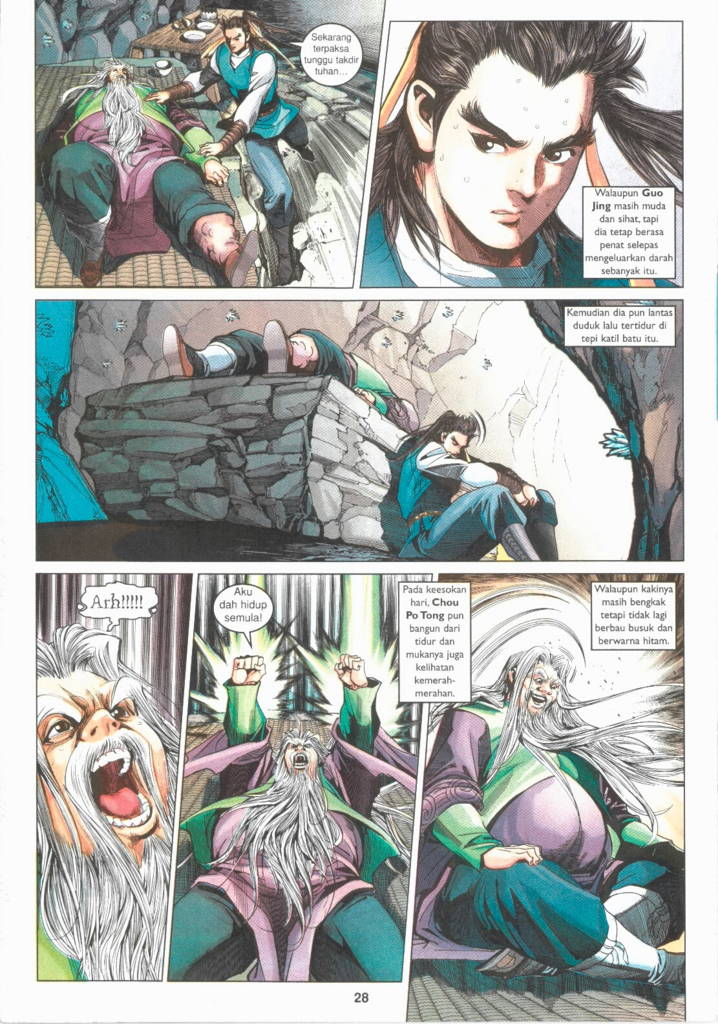 Sekarang
terpaksa
tunggu takdir
tuhan...
Walaupun Guo
Jing masih muda
dan sihat, tapi
dia tetap berasa
penat selepas
mengeluarkan darah
sebanyak itu.
Kemudian dia pun lantas
duduk lalu tertidur di
tepi katil batu itu.
Arh!!!!!
Aku
dah hidup
semula!
Pada keesokan
hari, Chou
Po Tong pun
bangun dari
tidur dan
mukanya juga
kelihatan
kemerah-
merahan.
Walaupun kakinya
masih bengkak
tetapi tidak lagi
berbau busuk dan
berwarna hitam.
28